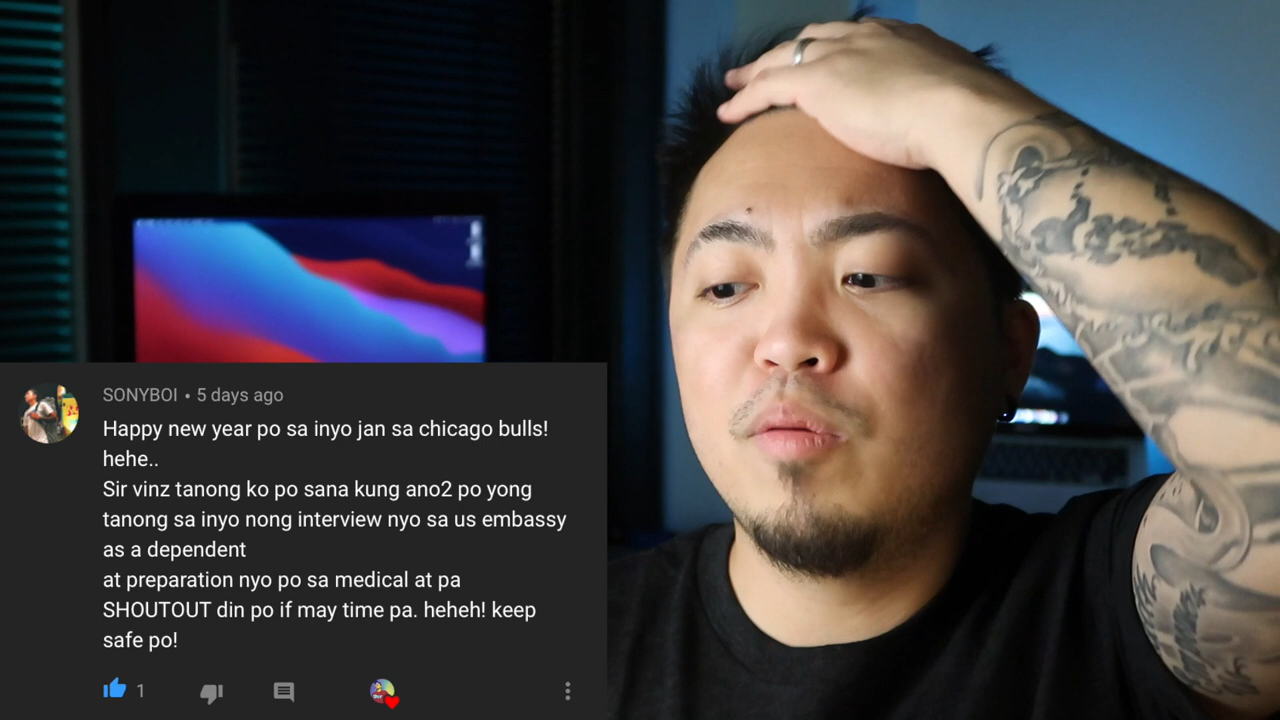 SONYBOI • 5 days ago
Happy new year po sa inyo jan sa chicago bulls!
hehe..
Sir vinz tanong ko po sana kung ano2 po yong
tanong sa inyo nong interview nyo sa us embassy
as a dependent
at preparation nyo po sa medical at pa
SHOUTOUT din po if may time pa. heheh! keep
safe po!
1